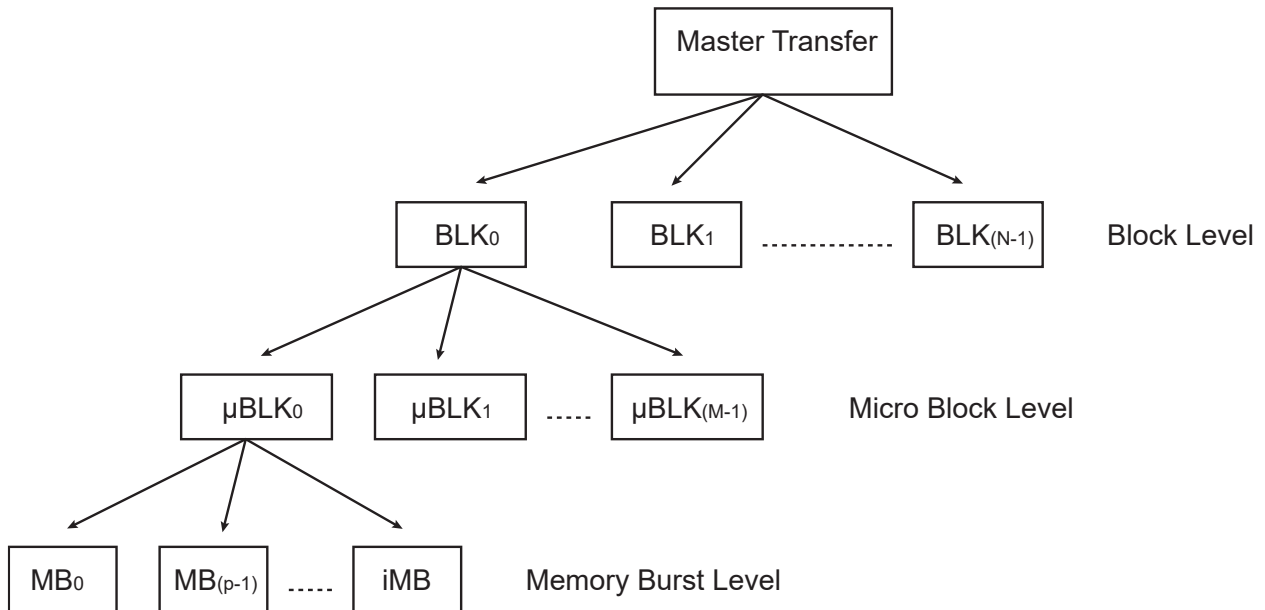 Master Transfer
BLK0 BLK1 BLK(N-1) Block Level
µBLK0 µBLK1 µBLK(M-1) Micro Block Level
MB0 MB(p-1) iMB Memory Burst Level